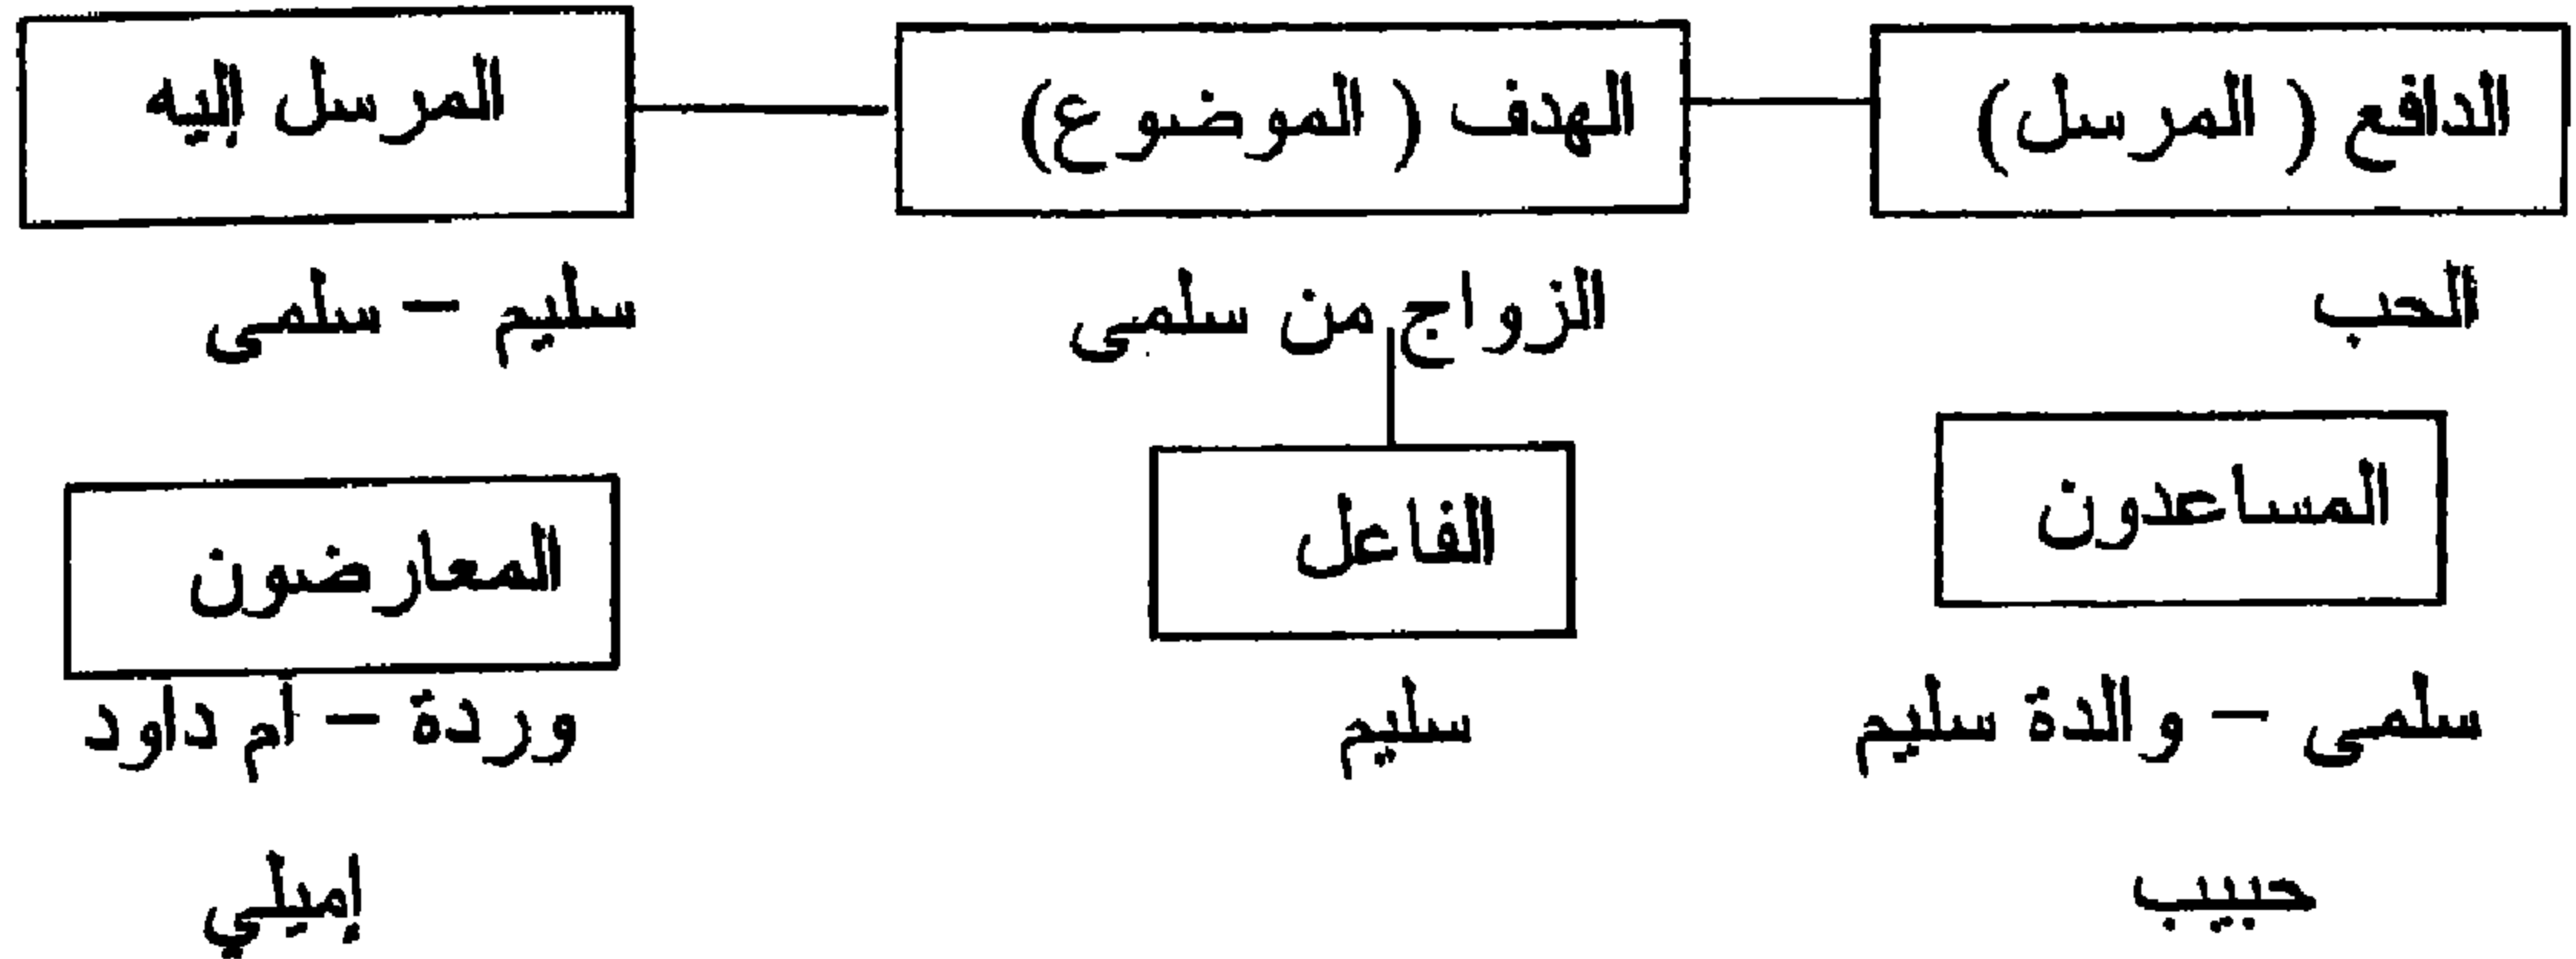 الدافع ( المرسل)
الهدف ( الموضوع)
المرسل إليه
الحب
الزواج من سلمى
سليم – سلمى
المساعدون
الفاعل
المعارضون
سلمى – والدة سليم
سليم
وردة – أم داود
حبيب
إميلي